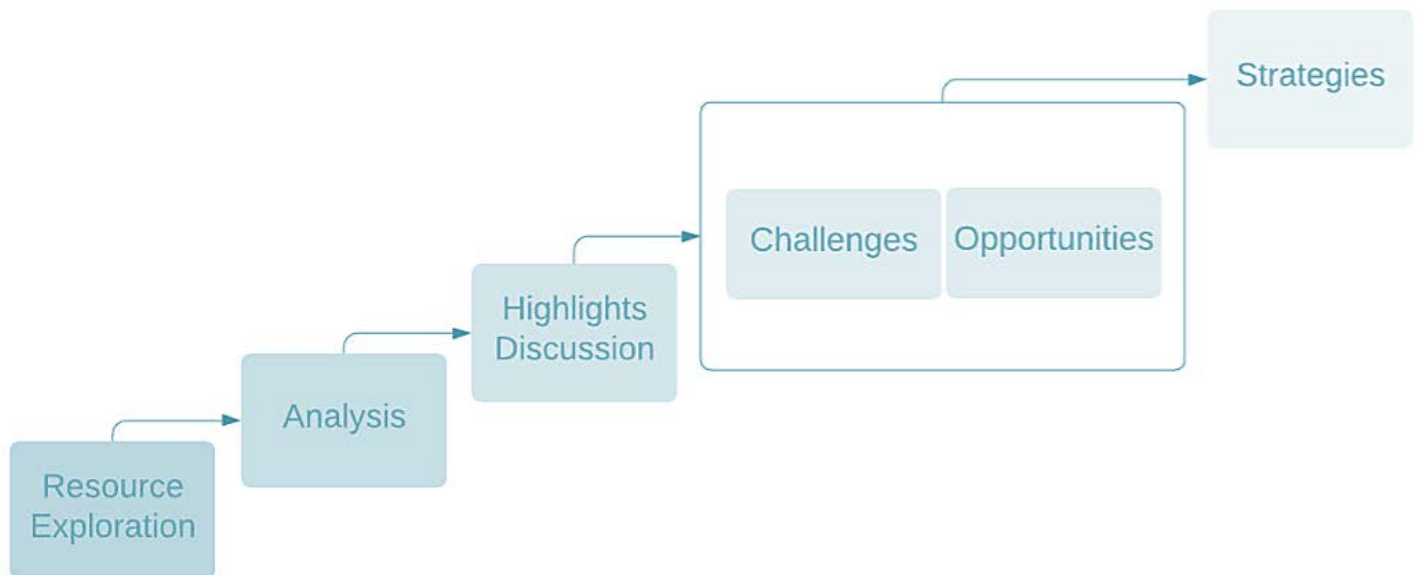 Strategies
Challenges
Opportunities
Highlights
Discussion
Analysis
Resource
Exploration